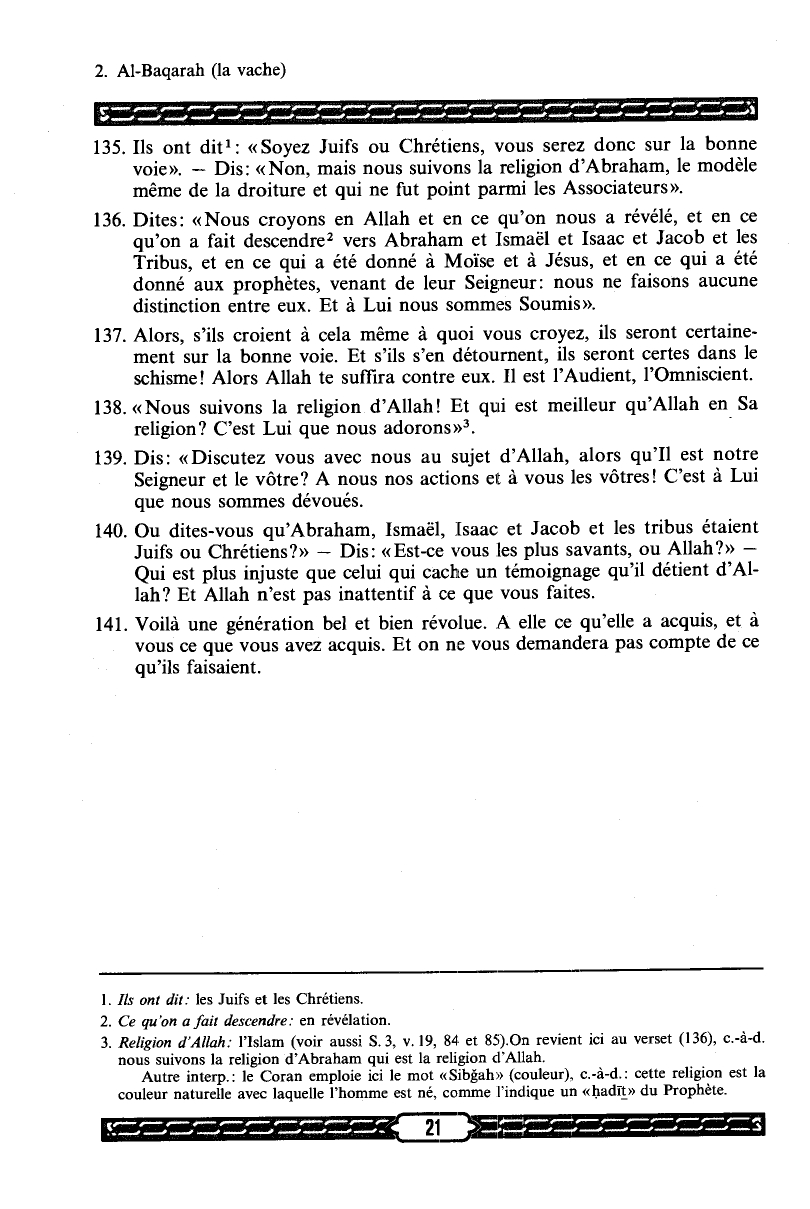 2. Al-Baqarah (la vache)
135. Ils ont dit¹: «Soyez Juifs ou Chrétiens, vous serez donc sur la bonne
voie». — Dis: «Non, mais nous suivons la religion d'Abraham, le modèle
même de la droiture et qui ne fut point parmi les Associateurs».
136. Dites: «Nous croyons en Allah et en ce qu'on nous a révélé, et en ce
qu'on a fait descendre² vers Abraham et Ismaël et Isaac et Jacob et les
Tribus, et en ce qui a été donné à Moïse et à Jésus, et en ce qui a été
donné aux prophètes, venant de leur Seigneur: nous ne faisons aucune
distinction entre eux. Et à Lui nous sommes Soumis».
137. Alors, s'ils croient à cela même à quoi vous croyez, ils seront certaine-
ment sur la bonne voie. Et s'ils s'en détournent, ils seront certes dans le
schisme! Alors Allah te suffira contre eux. Il est l'Audient, l'Omniscient.
138. «Nous suivons la religion d'Allah! Et qui est meilleur qu'Allah en Sa
religion? C'est Lui que nous adorons»³.
139. Dis: «Discutez vous avec nous au sujet d'Allah, alors qu'Il est notre
Seigneur et le vôtre? A nous nos actions et à vous les vôtres! C'est à Lui
que nous sommes dévoués.
140. Ou dites-vous qu'Abraham, Ismaël, Isaac et Jacob et les tribus étaient
Juifs ou Chrétiens?» — Dis: «Est-ce vous les plus savants, ou Allah?» —
Qui est plus injuste que celui qui cache un témoignage qu'il détient d'Al-
lah? Et Allah n'est pas inattentif à ce que vous faites.
141. Voilà une génération bel et bien révolue. A elle ce qu'elle a acquis, et à
vous ce que vous avez acquis. Et on ne vous demandera pas compte de ce
qu'ils faisaient.
1. Ils ont dit: les Juifs et les Chrétiens.
2. Ce qu'on a fait descendre: en révélation.
3. Religion d'Allah: l'Islam (voir aussi S. 3, v. 19, 84 et 85).On revient ici au verset (136), c.-à-d.
nous suivons la religion d'Abraham qui est la religion d'Allah.
Autre interp.: le Coran emploie ici le mot «Sibğah» (couleur), c.-à-d.: cette religion est la
couleur naturelle avec laquelle l'homme est né, comme l'indique un «ḥadīṯ» du Prophète.
21